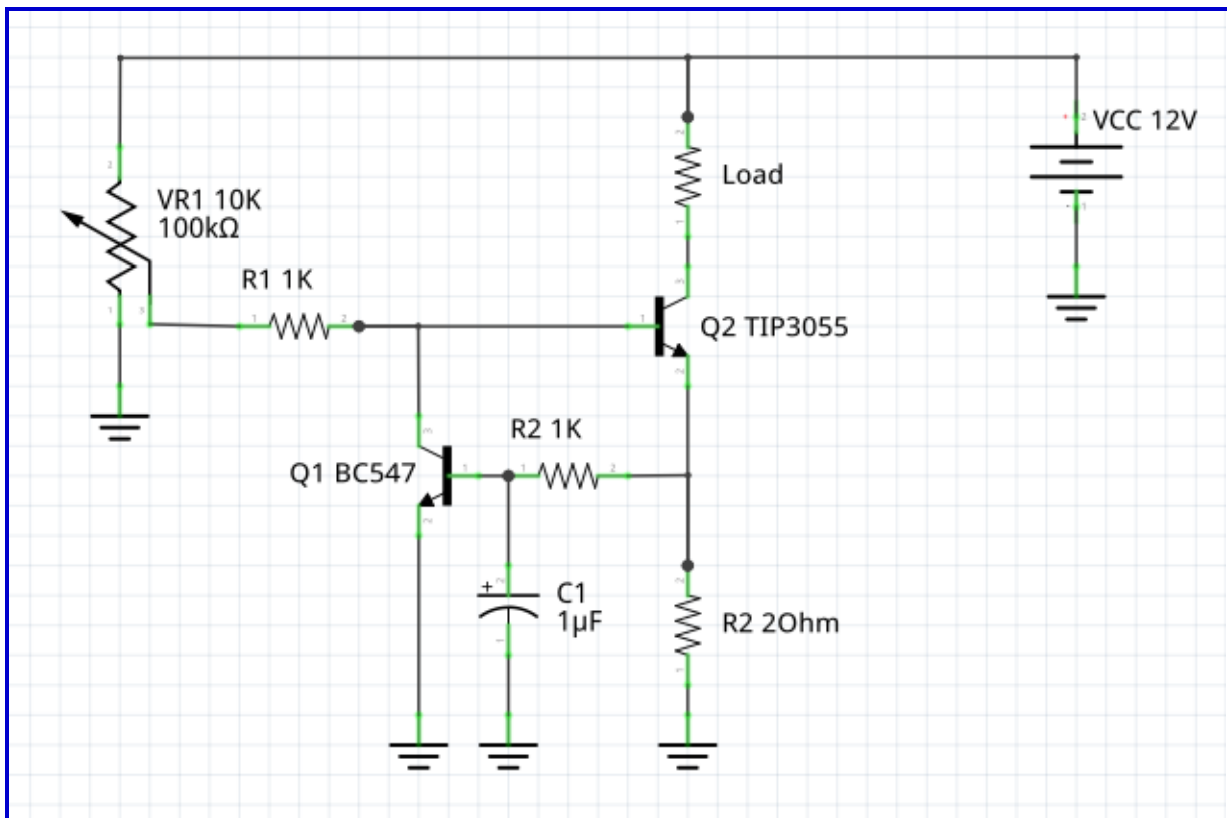 VCC 12V
Load
VR1 10K
100kΩ
R1 1K
Q2 TIP3055
R2 1K
Q1 BC547
C1
1µF
R2 2Ohm